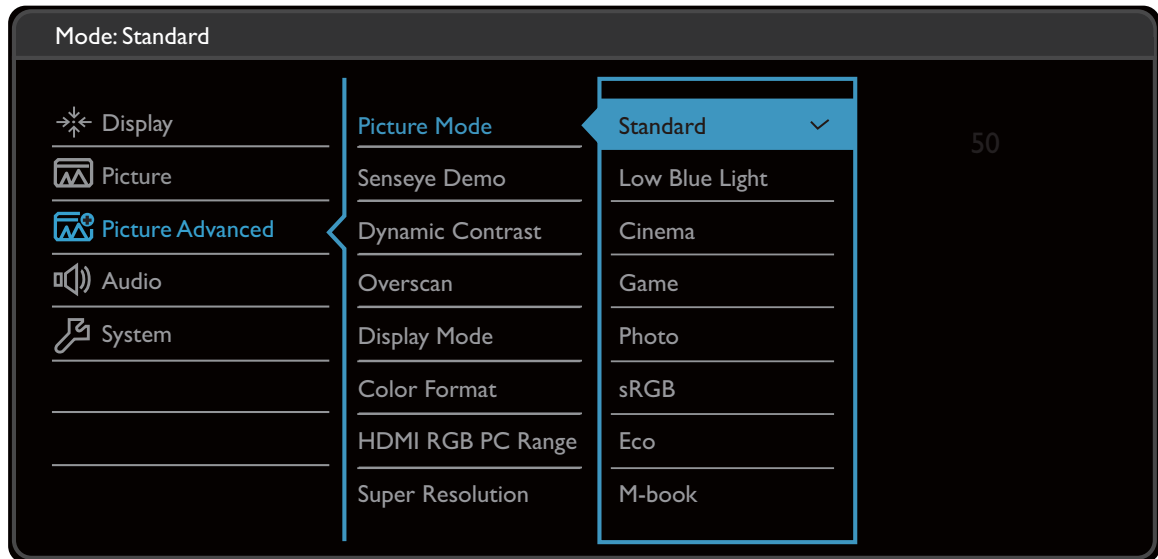 Mode: Standard
Display
Picture
Picture Advanced
Audio
System
Picture Mode
Senseye Demo
Dynamic Contrast
Overscan
Display Mode
Color Format
HDMI RGB PC Range
Super Resolution
Standard
Low Blue Light
Cinema
Game
Photo
sRGB
Eco
M-book
50